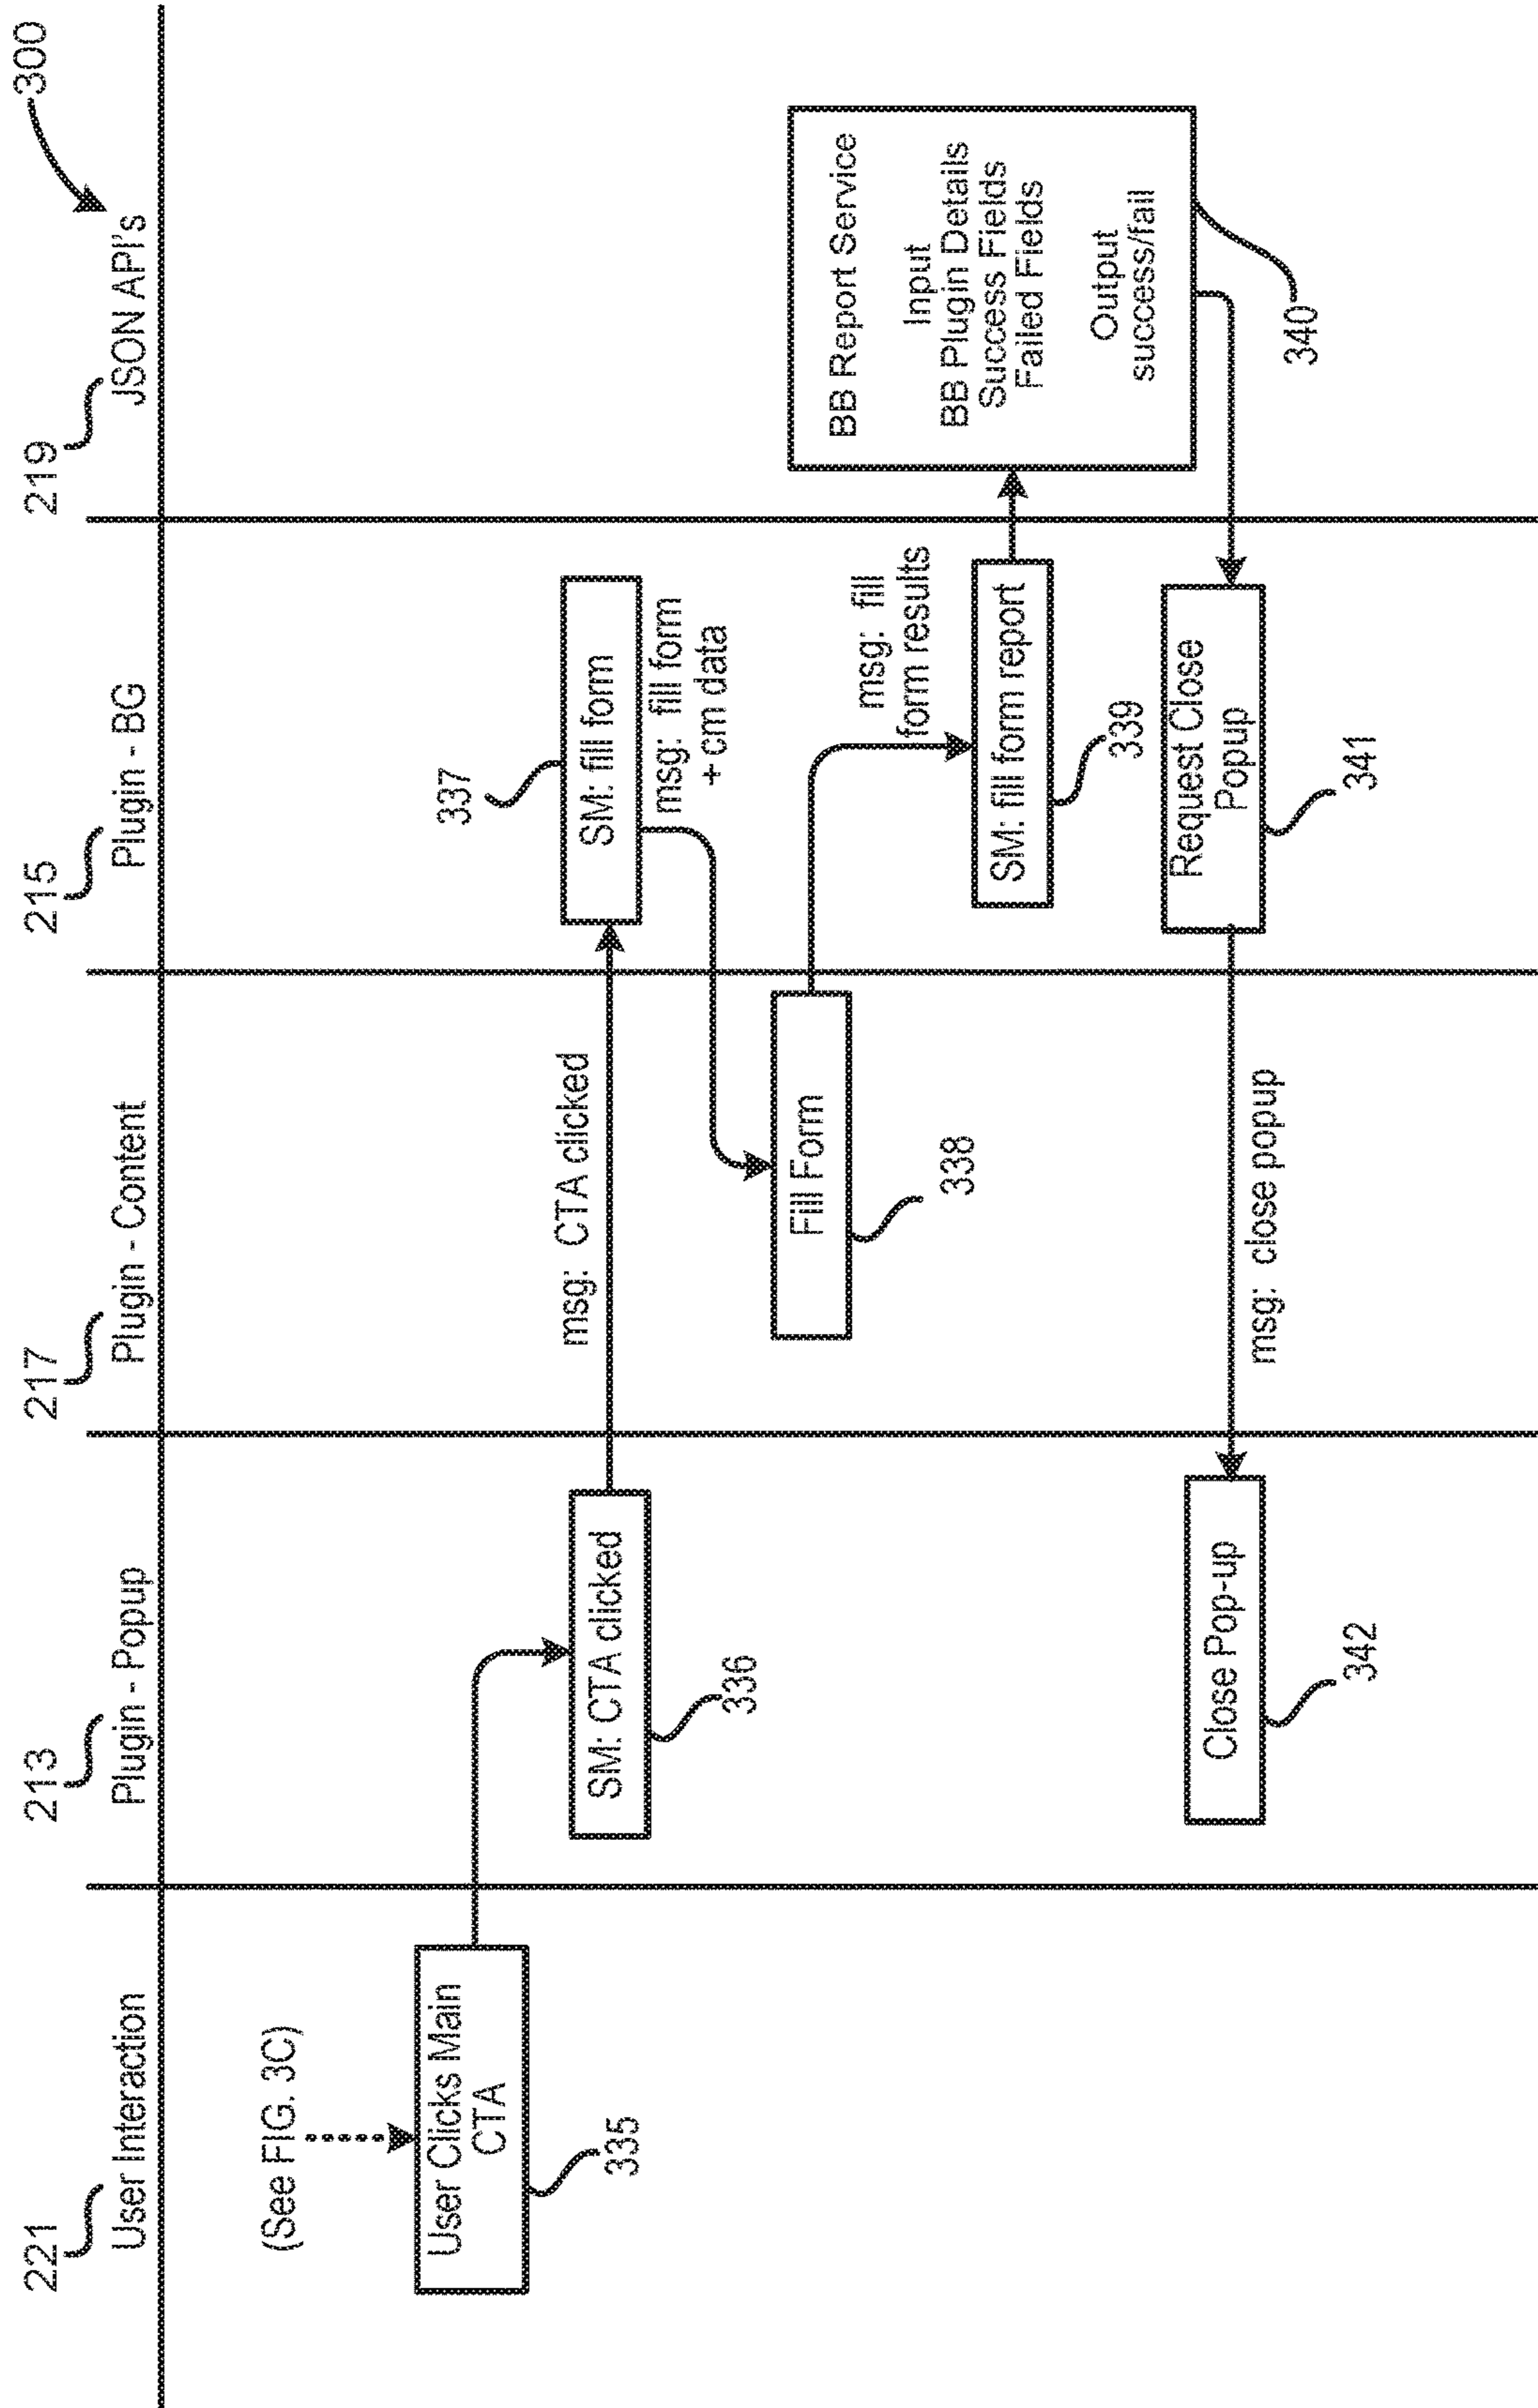 300
221
User Interaction
213
Plugin - Popup
217
Plugin - Content
215
Plugin - BG
219
JSON API's
(See FIG. 3C)
User Clicks Main
CTA
335
SM: CTA clicked
336
msg: CTA clicked
337
SM: fill form
msg: fill form
+ cm data
Fill Form
338
msg: fill
form results
SM: fill form report
339
BB Report Service
Input
BB Plugin Details
Success Fields
Failed Fields
Output
success/fail
340
Request Close
Popup
341
msg: close popup
Close Pop-up
342